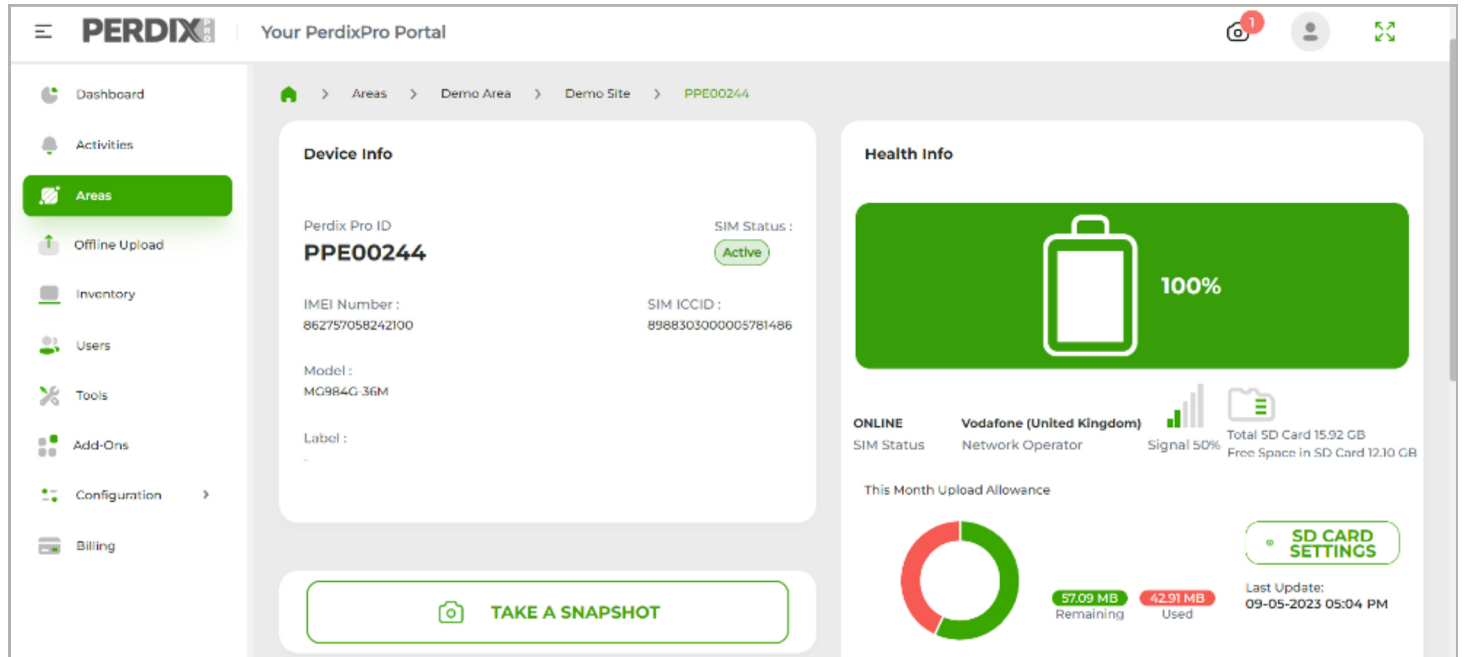 PERDIX PRO
Your PerdixPro Portal
1
Dashboard
Activities
Areas
Offline Upload
Inventory
Users
Tools
Add-Ons
Configuration >
Billing
> Areas > Demo Area > Demo Site > PPE00244
Device Info
Perdix Pro ID
PPE00244
SIM Status :
Active
IMEI Number :
862757058242100
SIM ICCID :
8988303000005781486
Model :
MG984G-36M
Label :
-
TAKE A SNAPSHOT
Health Info
100%
ONLINE
SIM Status
Vodafone (United Kingdom)
Network Operator
Signal 50%
Total SD Card 15.92 GB
Free Space in SD Card 12.10 GB
This Month Upload Allowance
57.09 MB
Remaining
42.91 MB
Used
SD CARD
SETTINGS
Last Update:
09-05-2023 05:04 PM